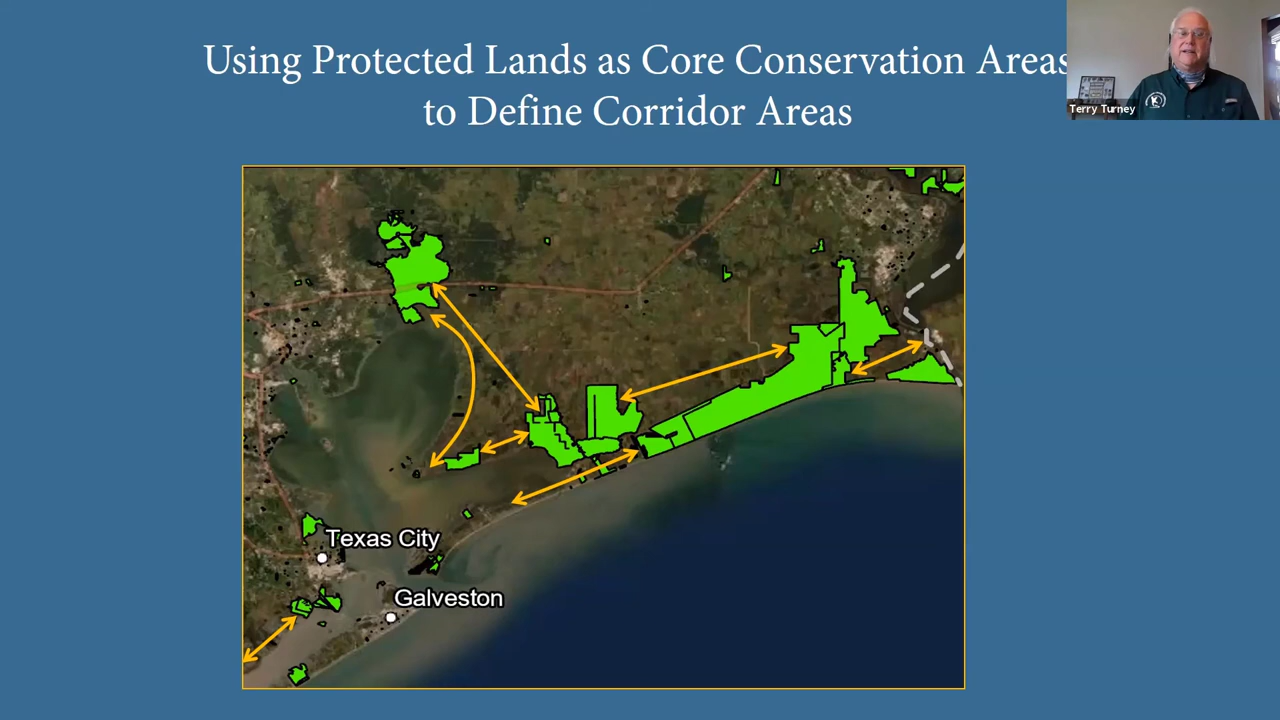 Using Protected Lands as Core Conservation Areas
to Define Corridor Areas
Terry Turney
Texas City
Galveston